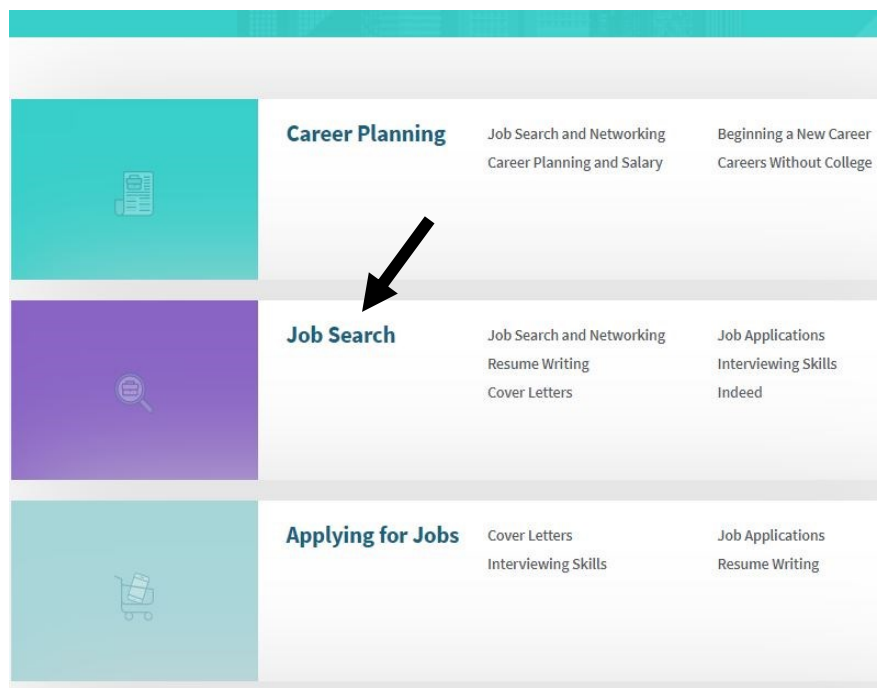 Career Planning
Job Search and Networking
Beginning a New Career
Career Planning and Salary
Careers Without College
Job Search
Job Search and Networking
Job Applications
Resume Writing
Interviewing Skills
Cover Letters
Indeed
Applying for Jobs
Cover Letters
Job Applications
Interviewing Skills
Resume Writing